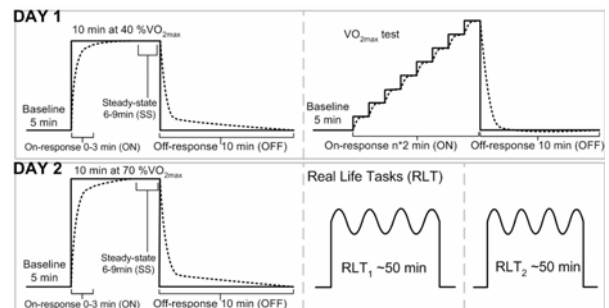 DAY 1
10 min at 40 %VO2max
Baseline
5 min
Steady-state
6-9min (SS)
On-response 0-3 min (ON)
Off-response 10 min (OFF)
VO2max test
Baseline
5 min
On-response n*2 min (ON)
Off-response 10 min (OFF)
DAY 2
10 min at 70 %VO2max
Baseline
5 min
Steady-state
6-9min (SS)
On-response 0-3 min (ON)
Off-response 10 min (OFF)
Real Life Tasks (RLT)
RLT1 ~50 min
RLT2 ~50 min